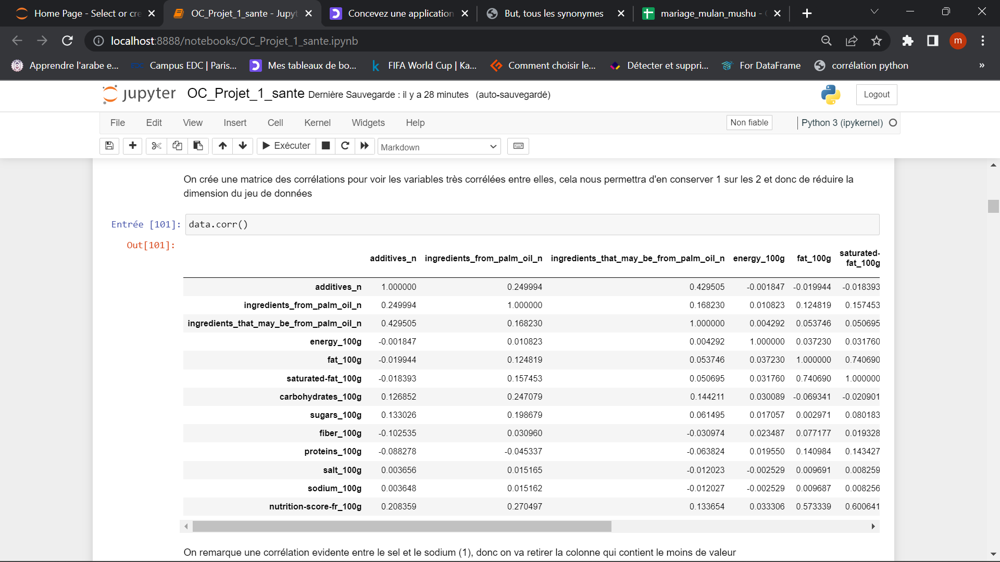 Home Page - Select or cre
OC_Projet_1_sante - Jupyt
Concevez une application
But, tous les synonymes
mariage_mulan_mushu -
localhost:8888/notebooks/OC_Projet_1_sante.ipynb
m
Apprendre l'arabe e...
Campus EDC | Paris...
Mes tableaux de bo...
FIFA World Cup | Ka...
Comment choisir le...
Détecter et suppri...
For DataFrame
corrélation python
»
jupyter OC_Projet_1_sante Dernière Sauvegarde : il y a 28 minutes (auto-sauvegardé)
Logout
File Edit View Insert Cell Kernel Widgets Help
Non fiable
Python 3 (ipykernel)
Exécuter
Markdown
On crée une matrice des corrélations pour voir les variables très corrélées entre elles, cela nous permettra d'en conserver 1 sur les 2 et donc de réduire la
dimension du jeu de données
Entrée [101]: data.corr()
Out[101]:
additives_n ingredients_from_palm_oil_n ingredients_that_may_be_from_palm_oil_n energy_100g fat_100g saturated-
fat_100g
additives_n 1.000000 0.249994 0.429505 -0.001847 -0.019944 -0.018393
ingredients_from_palm_oil_n 0.249994 1.000000 0.168230 0.010823 0.124819 0.157453
ingredients_that_may_be_from_palm_oil_n 0.429505 0.168230 1.000000 0.004292 0.053746 0.050695
energy_100g -0.001847 0.010823 0.004292 1.000000 0.037230 0.031760
fat_100g -0.019944 0.124819 0.053746 0.037230 1.000000 0.740690
saturated-fat_100g -0.018393 0.157453 0.050695 0.031760 0.740690 1.000000
carbohydrates_100g 0.126852 0.247079 0.144211 0.030089 -0.069341 -0.020901
sugars_100g 0.133026 0.198679 0.061495 0.017057 0.002971 0.080183
fiber_100g -0.102535 0.030960 -0.030974 0.023487 0.077177 0.019328
proteins_100g -0.088278 -0.045337 -0.063824 0.019550 0.140984 0.143427
salt_100g 0.003656 0.015165 -0.012023 -0.002529 0.009691 0.008259
sodium_100g 0.003648 0.015162 -0.012027 -0.002529 0.009687 0.008256
nutrition-score-fr_100g 0.208359 0.270497 0.133654 0.033306 0.573339 0.600641
On remarque une corrélation evidente entre le sel et le sodium (1), donc on va retirer la colonne qui contient le moins de valeur